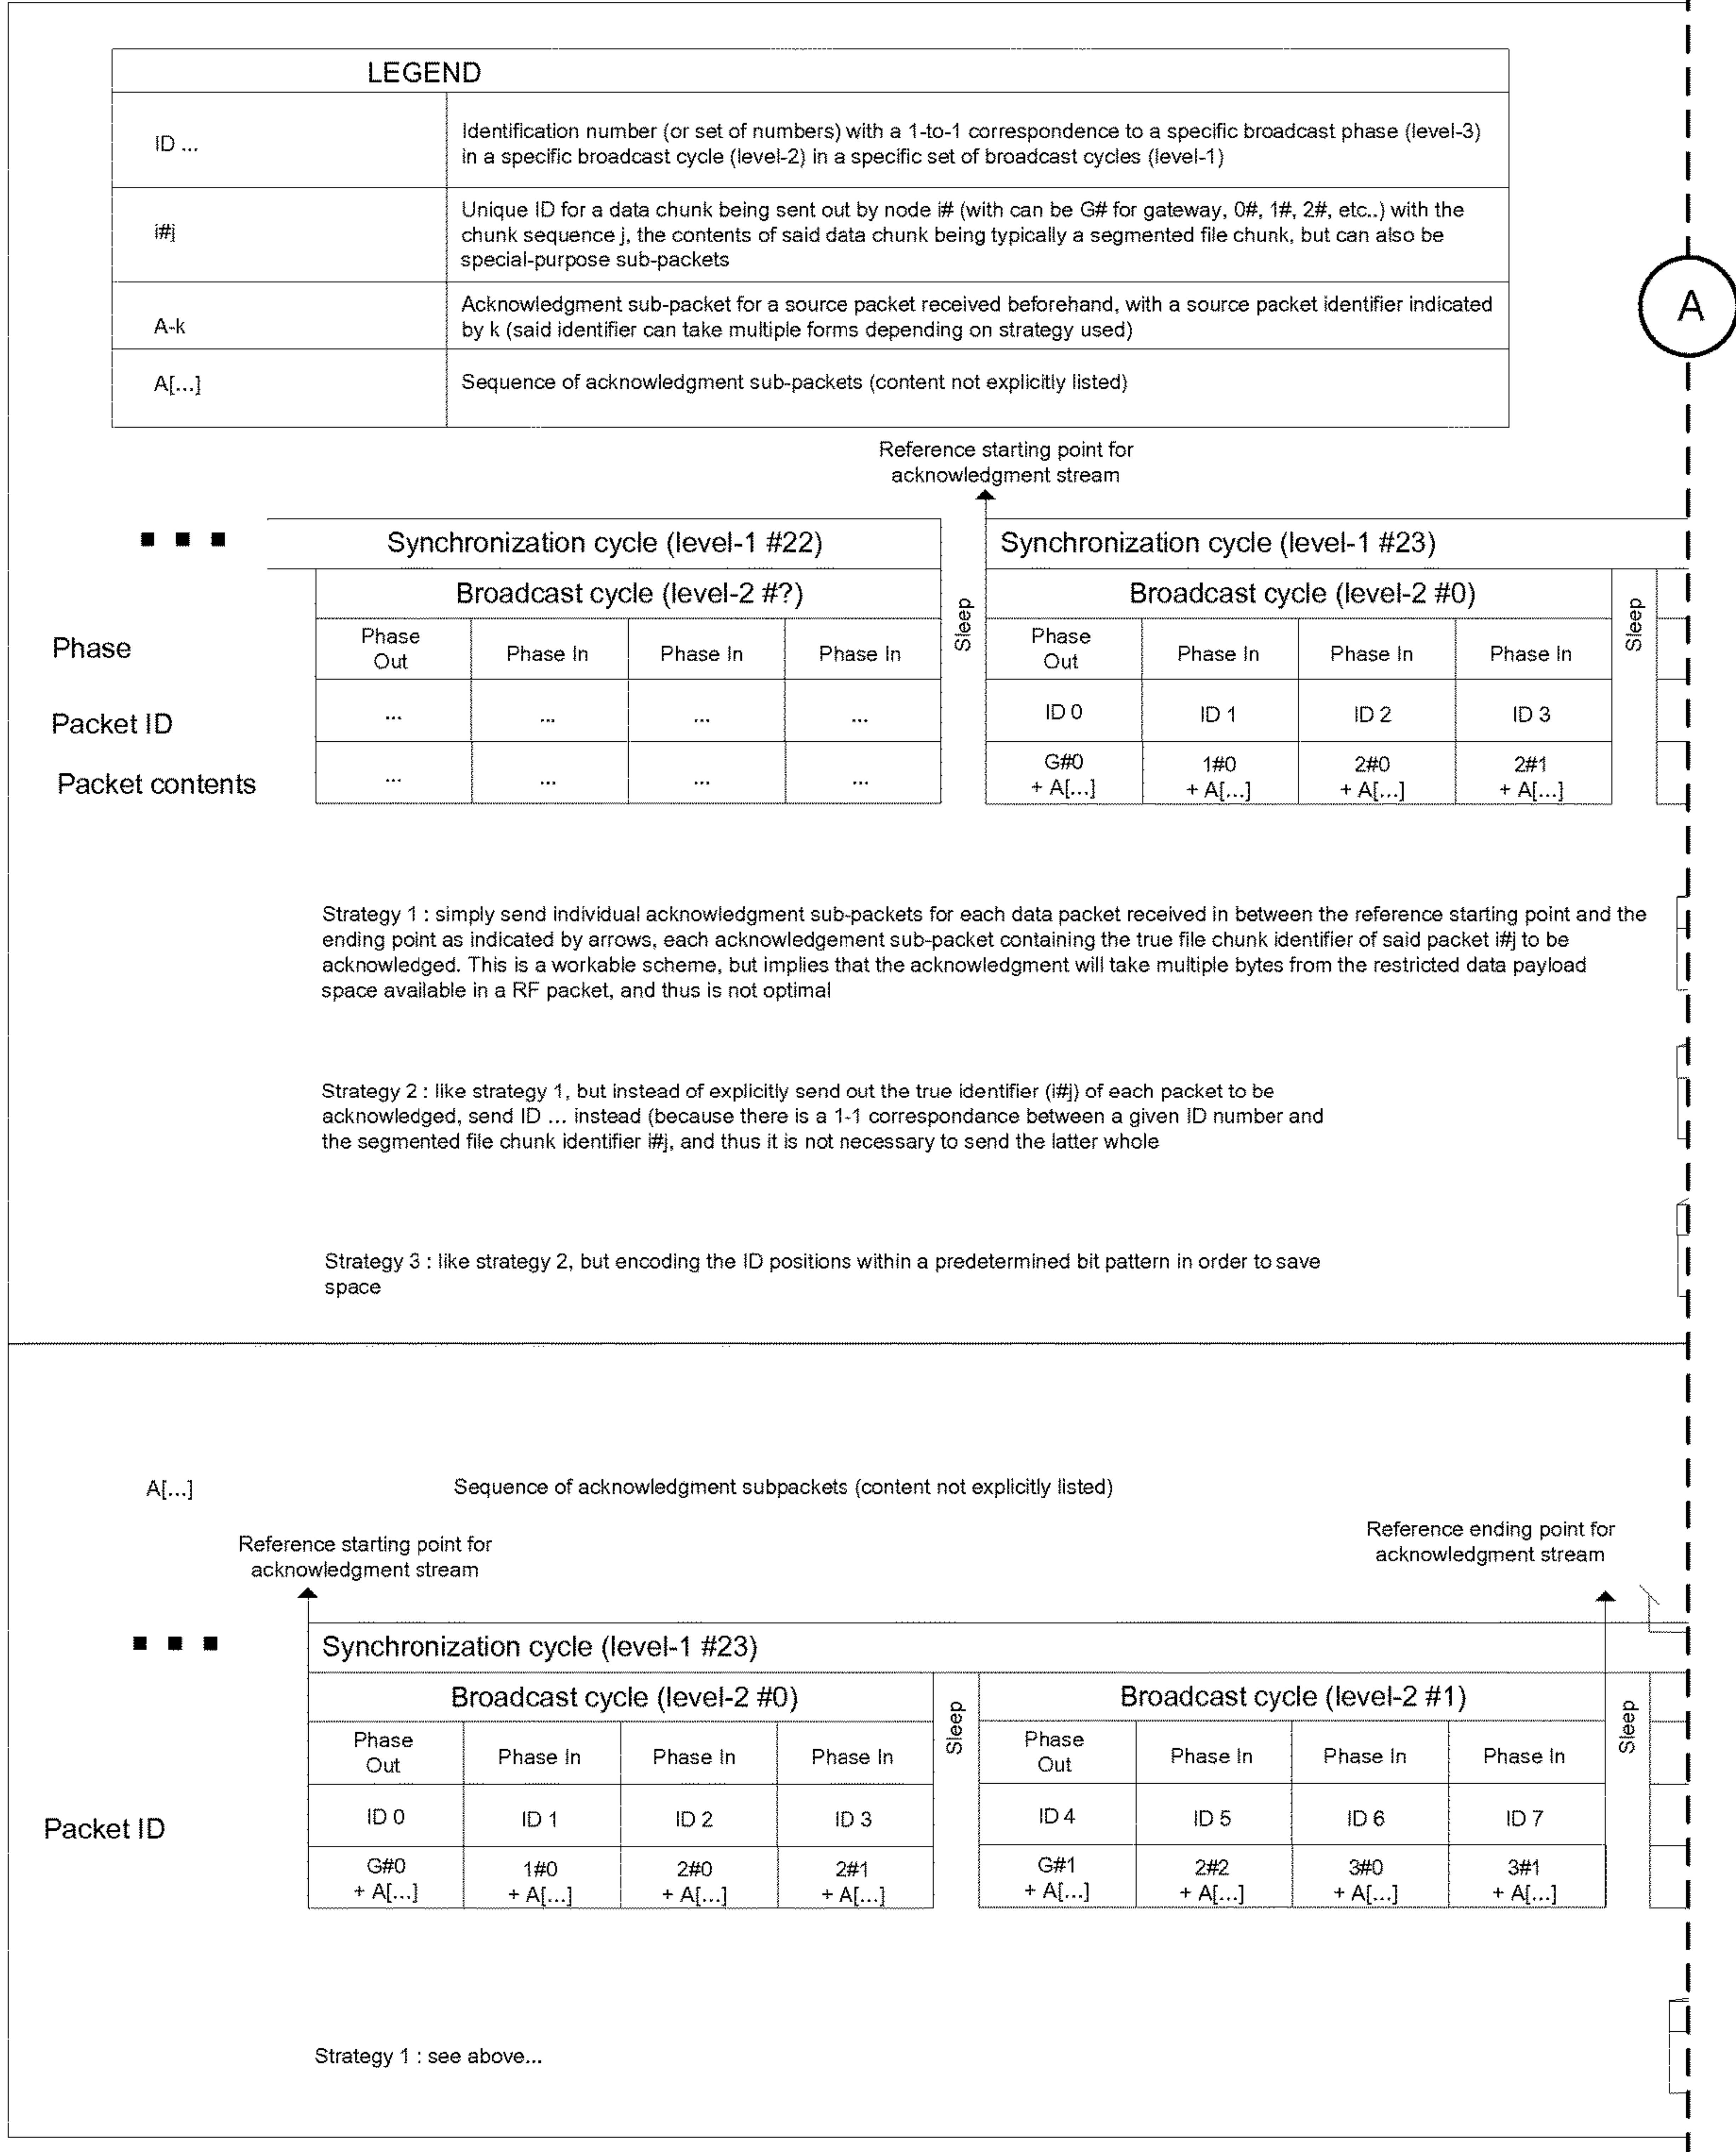 LEGEND
ID ...
Identification number (or set of numbers) with a 1-to-1 correspondence to a specific broadcast phase (level-3)
in a specific broadcast cycle (level-2) in a specific set of broadcast cycles (level-1)
i#j
Unique ID for a data chunk being sent out by node i# (with can be G# for gateway, 0#, 1#, 2#, etc..) with the
chunk sequence j, the contents of said data chunk being typically a segmented file chunk, but can also be
special-purpose sub-packets
A-k
Acknowledgment sub-packet for a source packet received beforehand, with a source packet identifier indicated
by k (said identifier can take multiple forms depending on strategy used)
A[...]
Sequence of acknowledgment sub-packets (content not explicitly listed)
A
Reference starting point for
acknowledgment stream
Synchronization cycle (level-1 #22)
Synchronization cycle (level-1 #23)
Broadcast cycle (level-2 #?)
Sleep
Broadcast cycle (level-2 #0)
Sleep
Phase
Phase
Out
Phase In
Phase In
Phase In
Phase
Out
Phase In
Phase In
Phase In
Packet ID
...
...
...
...
ID 0
ID 1
ID 2
ID 3
Packet contents
...
...
...
...
G#0
+ A[...]
1#0
+ A[...]
2#0
+ A[...]
2#1
+ A[...]
Strategy 1 : simply send individual acknowledgment sub-packets for each data packet received in between the reference starting point and the
ending point as indicated by arrows, each acknowledgement sub-packet containing the true file chunk identifier of said packet i#j to be
acknowledged. This is a workable scheme, but implies that the acknowledgment will take multiple bytes from the restricted data payload
space available in a RF packet, and thus is not optimal
Strategy 2 : like strategy 1, but instead of explicitly send out the true identifier (i#j) of each packet to be
acknowledged, send ID ... instead (because there is a 1-1 correspondance between a given ID number and
the segmented file chunk identifier i#j, and thus it is not necessary to send the latter whole
Strategy 3 : like strategy 2, but encoding the ID positions within a predetermined bit pattern in order to save
space
A[...]
Sequence of acknowledgment subpackets (content not explicitly listed)
Reference starting point for
acknowledgment stream
Reference ending point for
acknowledgment stream
Synchronization cycle (level-1 #23)
Broadcast cycle (level-2 #0)
Sleep
Broadcast cycle (level-2 #1)
Sleep
Phase
Out
Phase In
Phase In
Phase In
Phase
Out
Phase In
Phase In
Phase In
Packet ID
ID 0
ID 1
ID 2
ID 3
ID 4
ID 5
ID 6
ID 7
G#0
+ A[...]
1#0
+ A[...]
2#0
+ A[...]
2#1
+ A[...]
G#1
+ A[...]
2#2
+ A[...]
3#0
+ A[...]
3#1
+ A[...]
Strategy 1 : see above...